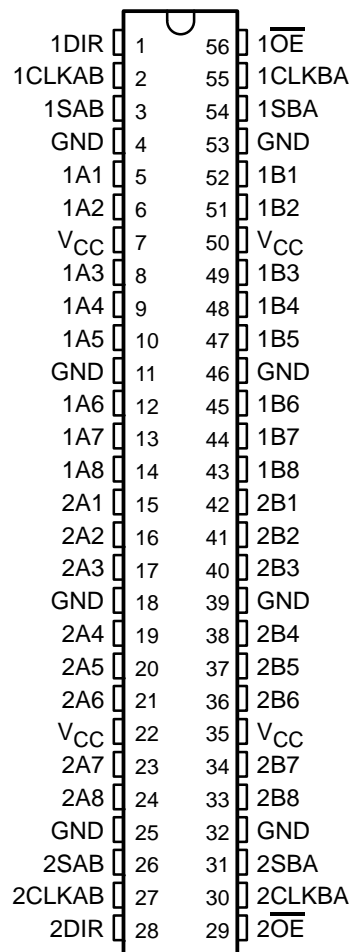 1DIR 1 56 1O̅E̅
1CLKAB 2 55 1CLKBA
1SAB 3 54 1SBA
GND 4 53 GND
1A1 5 52 1B1
1A2 6 51 1B2
VCC 7 50 VCC
1A3 8 49 1B3
1A4 9 48 1B4
1A5 10 47 1B5
GND 11 46 GND
1A6 12 45 1B6
1A7 13 44 1B7
1A8 14 43 1B8
2A1 15 42 2B1
2A2 16 41 2B2
2A3 17 40 2B3
GND 18 39 GND
2A4 19 38 2B4
2A5 20 37 2B5
2A6 21 36 2B6
VCC 22 35 VCC
2A7 23 34 2B7
2A8 24 33 2B8
GND 25 32 GND
2SAB 26 31 2SBA
2CLKAB 27 30 2CLKBA
2DIR 28 29 2O̅E̅